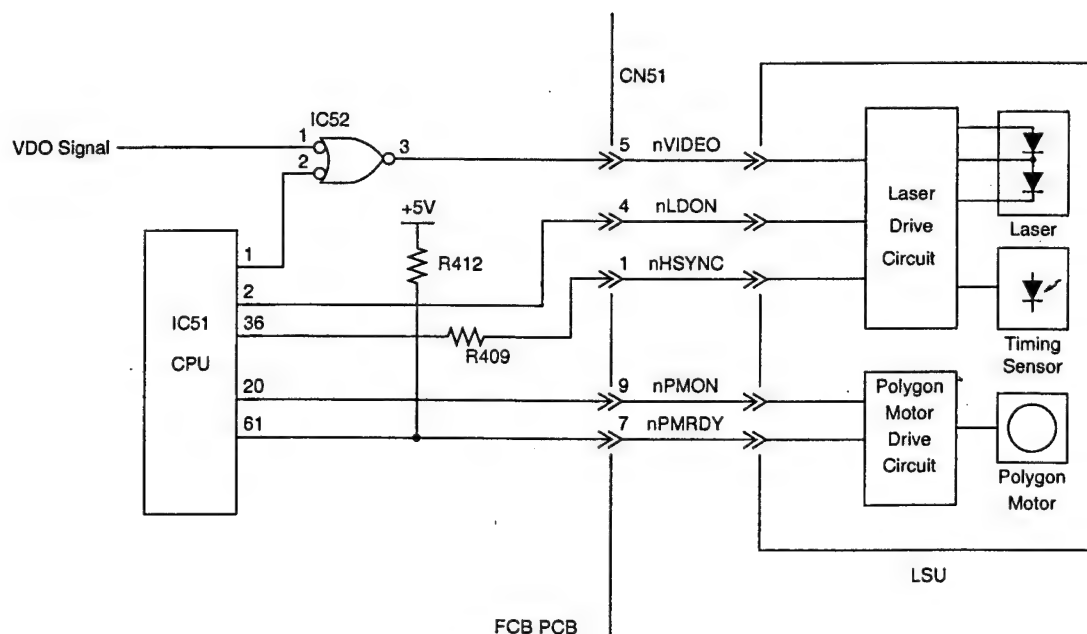 CN51
IC52
VDO Signal
1
2
3
5
nVIDEO
+5V
4
nLDON
R412
1
nHSYNC
Laser
Drive
Circuit
Laser
1
2
36
20
61
IC51
CPU
R409
Timing
Sensor
9
nPMON
7
nPMRDY
Polygon
Motor
Drive
Circuit
Polygon
Motor
LSU
FCB PCB